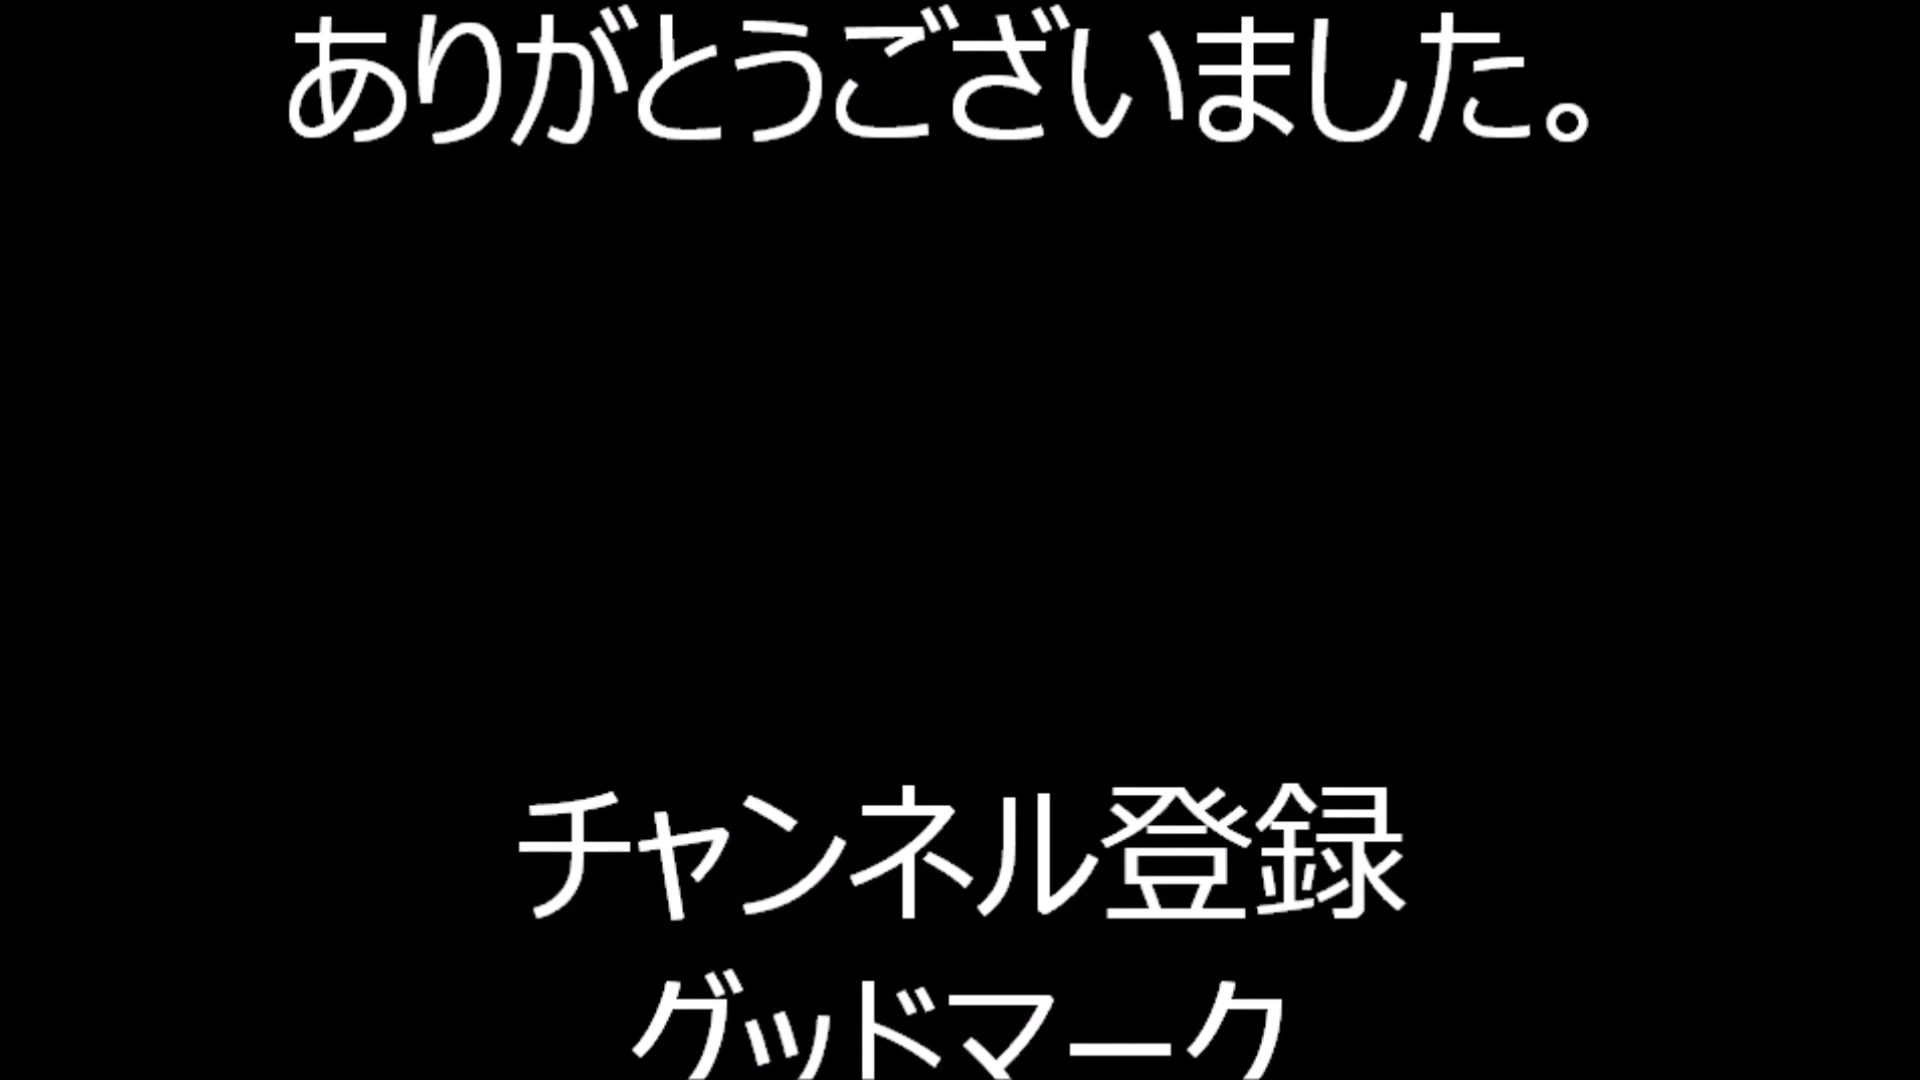 ありがとうございました。
チャンネル登録
グッドマーク